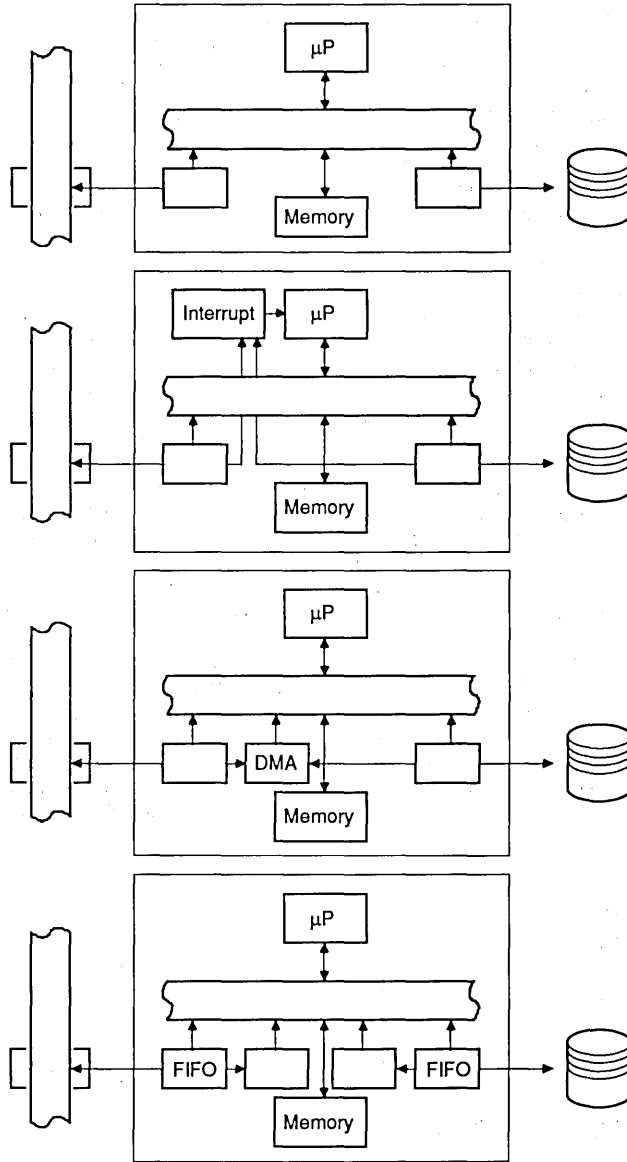 μP
Memory
Interrupt
μP
Memory
μP
DMA
Memory
μP
FIFO
FIFO
Memory